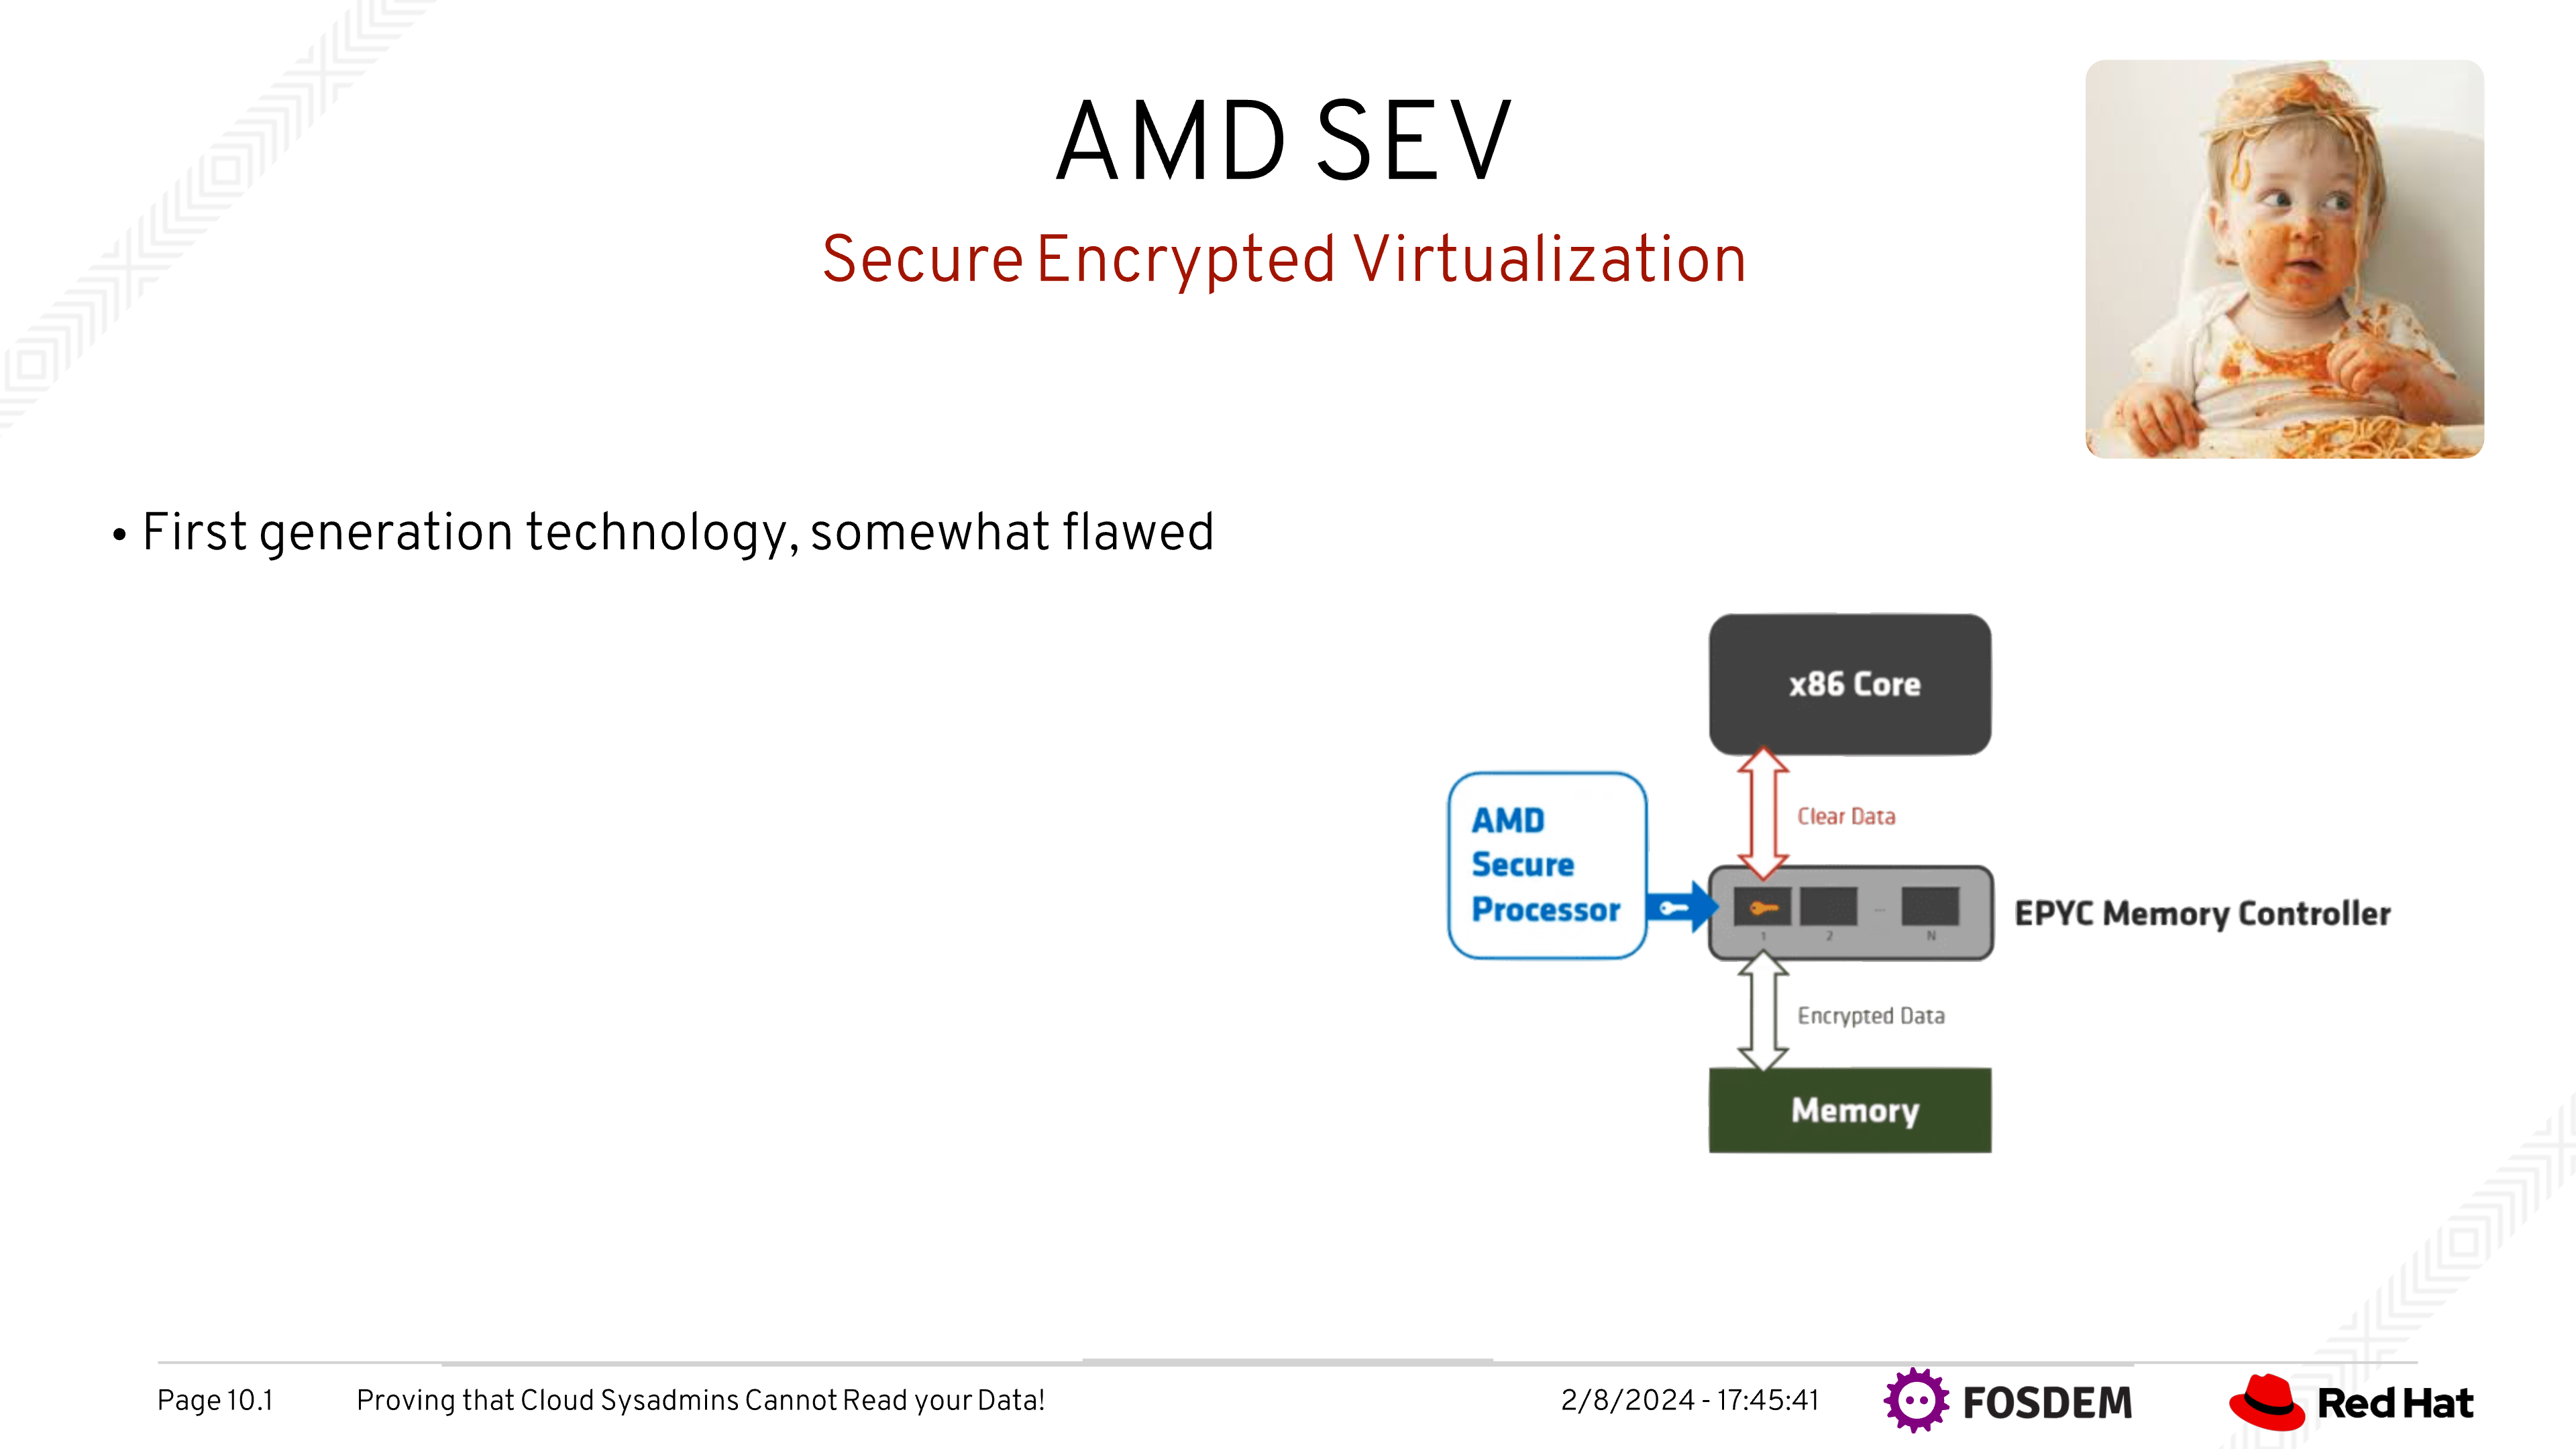 AMD SEV
Secure Encrypted Virtualization
• First generation technology, somewhat flawed
x86 Core
Clear Data
AMD
Secure
Processor
1 2 ... N
EPYC Memory Controller
Encrypted Data
Memory
Page 10.1 Proving that Cloud Sysadmins Cannot Read your Data! 2/8/2024 - 17:45:41 FOSDEM Red Hat